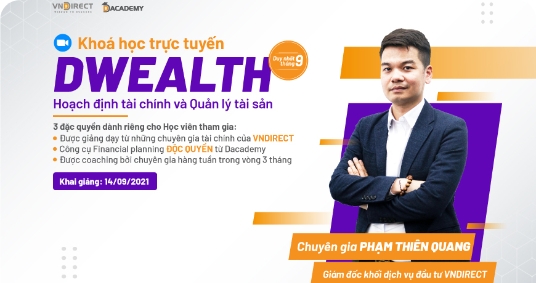 VNDIRECT
DACADEMY
Khoá học trực tuyến
DWEALTH
Duy nhất
Tháng 9
Hoạch định tài chính và Quản lý tài sản
3 đặc quyền dành riêng cho Học viên tham gia:
Được giảng dạy từ những chuyên gia tài chính của VNDIRECT
Công cụ Financial planning ĐỘC QUYỀN từ Dacademy
Được coaching bởi chuyên gia hàng tuần trong vòng 3 tháng
Khai giảng: 14/09/2021
Chuyên gia PHẠM THIÊN QUANG
Giám đốc khối dịch vụ đầu tư VNDIRECT